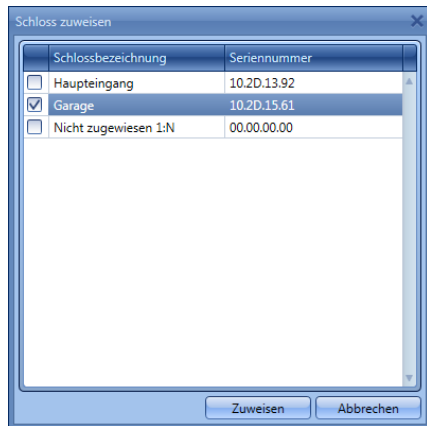 Schloss zuweisen
Schlossbezeichnung Seriennummer
Haupteingang 10.2D.13.92
Garage 10.2D.15.61
Nicht zugewiesen 1:N 00.00.00.00
Zuweisen Abbrechen